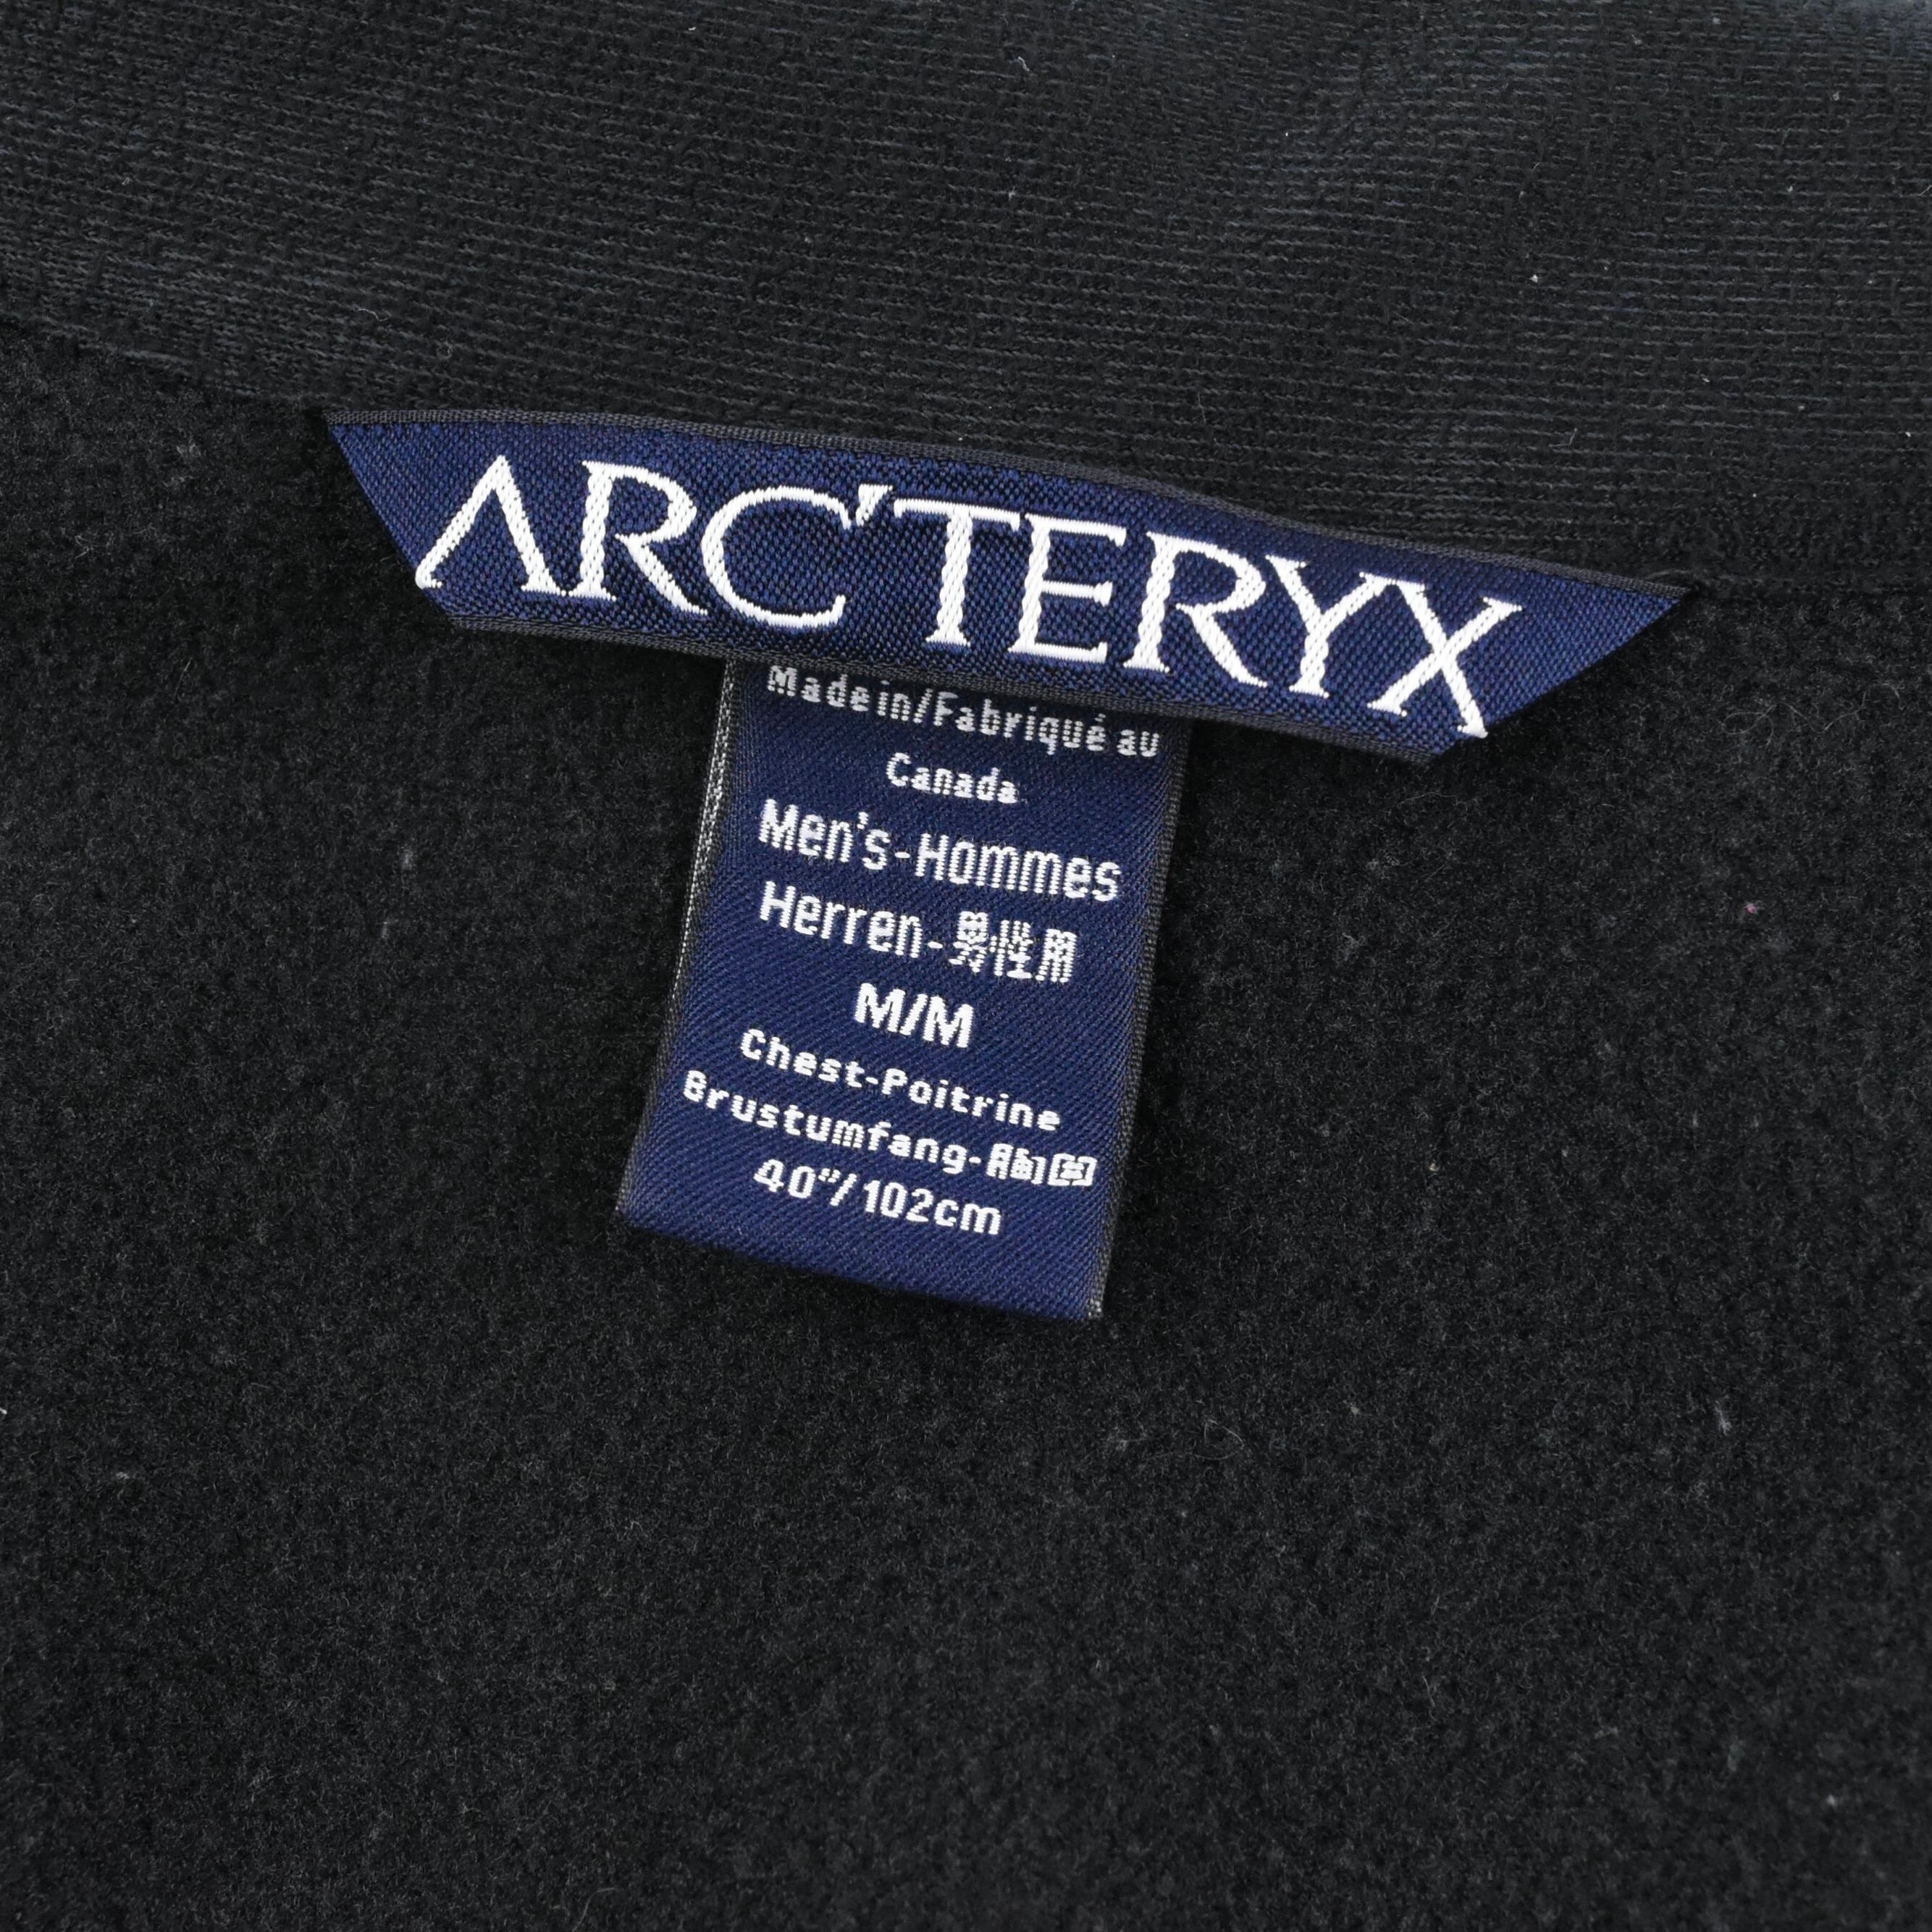 ARC'TERYX
Made in/Fabriqué au
Canada
Men's-Hommes
Herren-男性用
M/M
Chest-Poitrine
Brustumfang-胸囲
40"/102cm